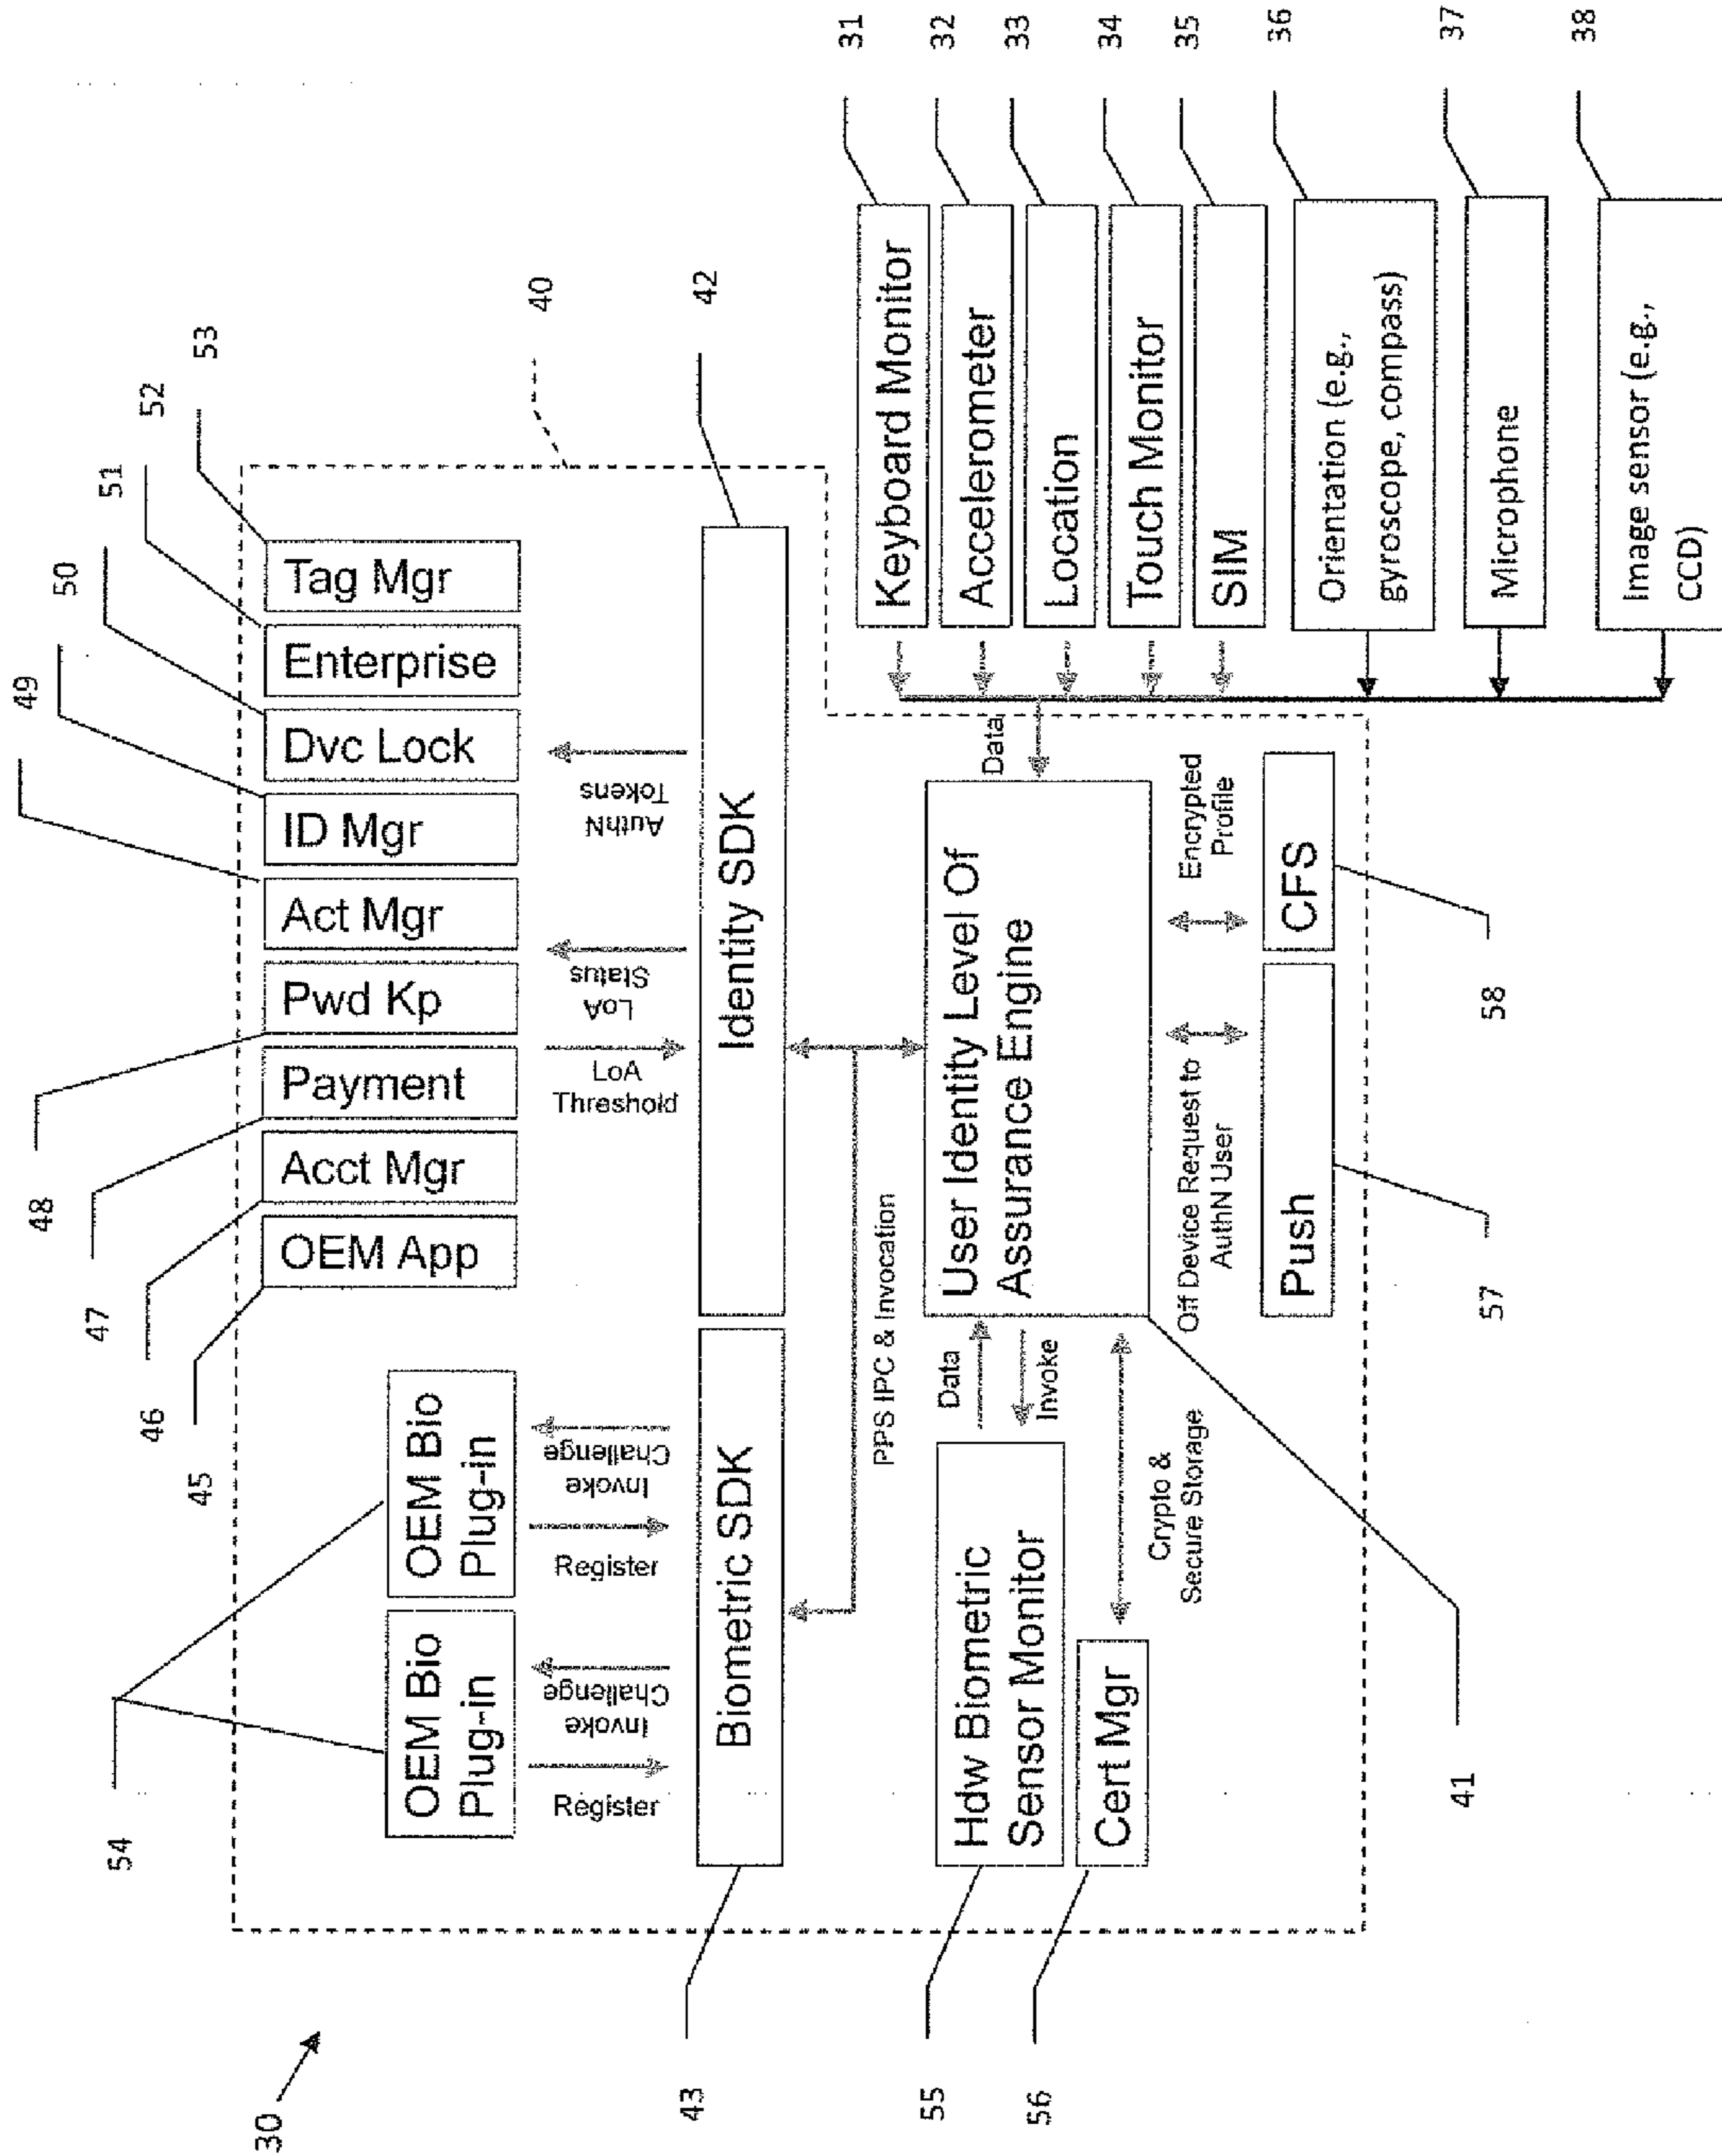 30
54
45
46
47
48
49
50
51
52
53
OEM Bio
Plug-in
OEM Bio
Plug-in
OEM App
Acct Mgr
Payment
Pwd Kp
Act Mgr
ID Mgr
Dvc Lock
Enterprise
Tag Mgr
40
Register
Invoke
Challenge
Register
Invoke
Challenge
LoA
Threshold
LoA
Status
AuthN
Tokens
43
Biometric SDK
Identity SDK
42
PPS IPC & Invocation
Keyboard Monitor
31
Accelerometer
32
Location
33
Touch Monitor
34
SIM
35
Orientation (e.g.,
gyroscope, compass)
36
Microphone
37
Image sensor (e.g.,
CCD)
38
55
Hdw Biometric
Sensor Monitor
Data
Invoke
User Identity Level Of
Assurance Engine
Data
56
Cert Mgr
Crypto &
Secure Storage
Off Device Request to
AuthN User
Encrypted
Profile
Push
CFS
41
57
58